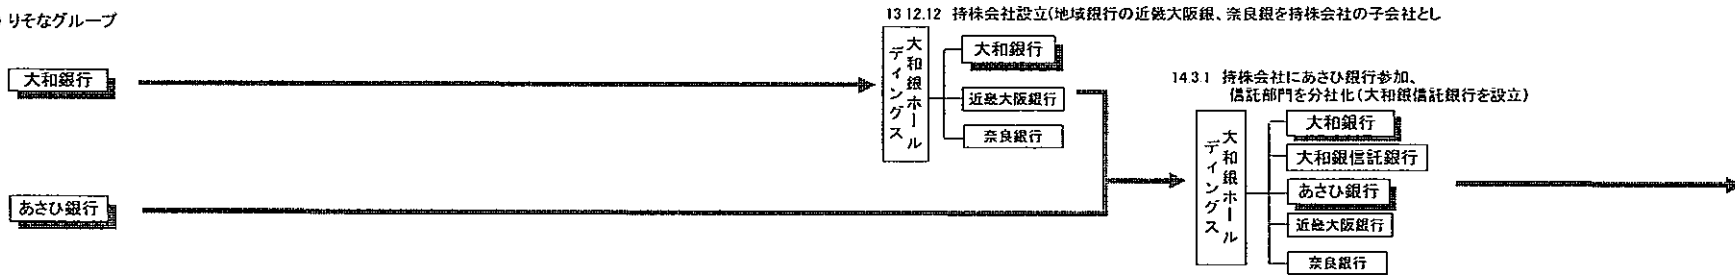 ・りそなグループ
大和銀行
あさひ銀行
13 12.12 持株会社設立(地域銀行の近畿大阪銀、奈良銀を持株会社の子会社とし
大和銀ホールディングス
大和銀行
近畿大阪銀行
奈良銀行
14.3.1 持株会社にあさひ銀行参加、
信託部門を分社化(大和銀信託銀行を設立)
大和銀ホールディングス
大和銀行
大和銀信託銀行
あさひ銀行
近畿大阪銀行
奈良銀行